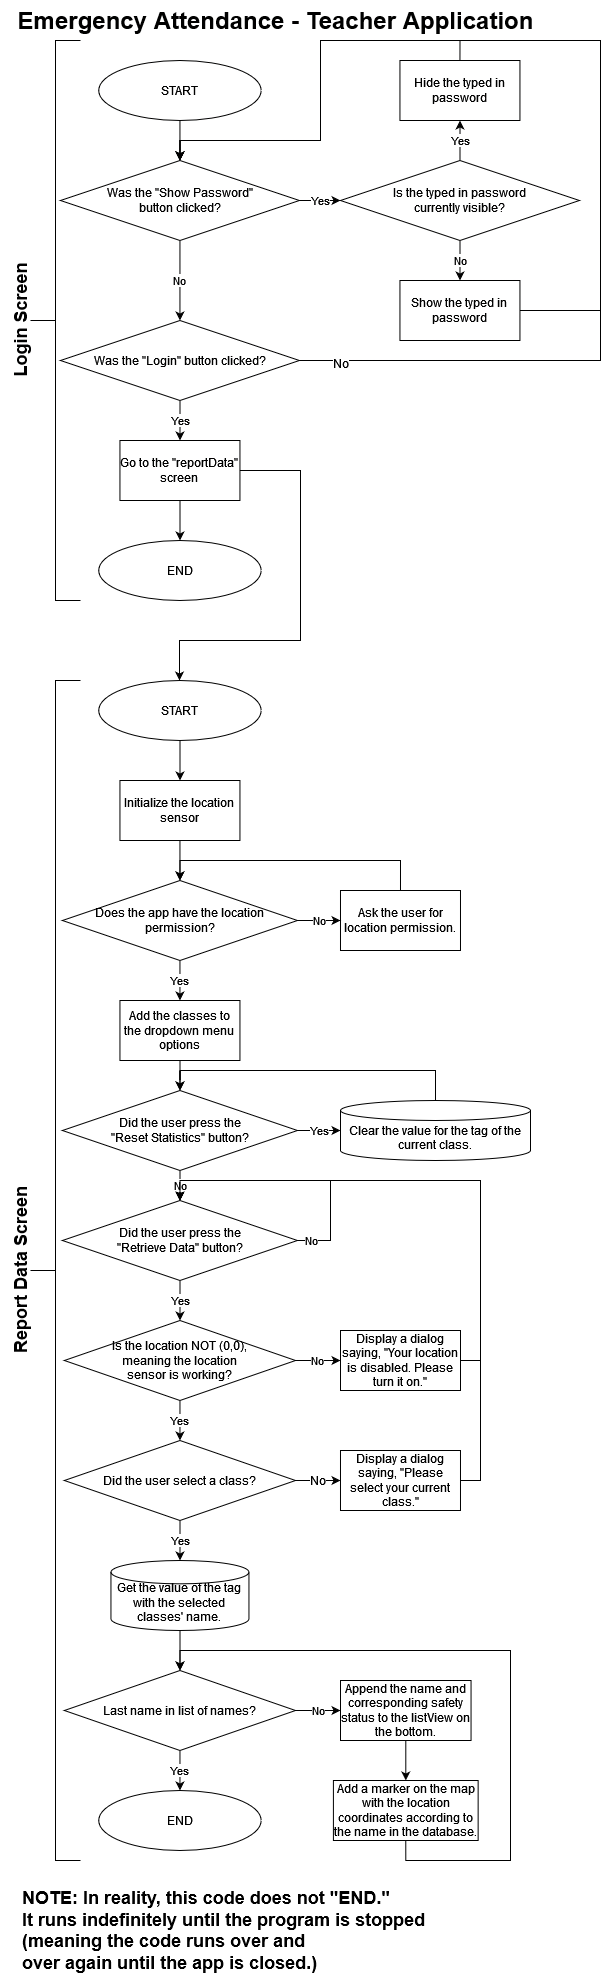 Emergency Attendance - Teacher Application
Login Screen
START
Hide the typed in
password
Yes
Was the "Show Password"
button clicked?
Yes
Is the typed in password
currently visible?
No
No
Show the typed in
password
Was the "Login" button clicked?
No
Yes
Go to the "reportData"
screen
END
Report Data Screen
START
Initialize the location
sensor
Does the app have the location
permission?
No
Ask the user for
location permission.
Yes
Add the classes to
the dropdown menu
options
Did the user press the
"Reset Statistics" button?
Yes
Clear the value for the tag of the
current class.
No
Did the user press the
"Retrieve Data" button?
No
Yes
Is the location NOT (0,0),
meaning the location
sensor is working?
No
Display a dialog
saying, "Your location
is disabled. Please
turn it on."
Yes
Did the user select a class?
No
Display a dialog
saying, "Please
select your current
class."
Yes
Get the value of the tag
with the selected
classes' name.
Last name in list of names?
No
Append the name and
corresponding safety
status to the listView on
the bottom.
Yes
END
Add a marker on the map
with the location
coordinates according to
the name in the database.
NOTE: In reality, this code does not "END."
It runs indefinitely until the program is stopped
(meaning the code runs over and
over again until the app is closed.)